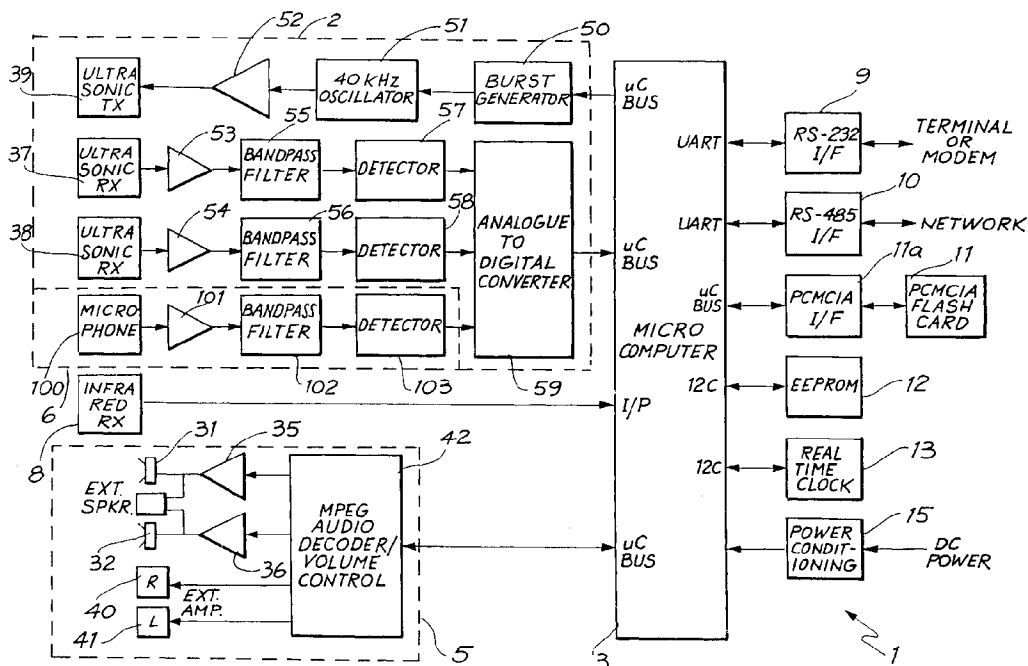 52
2
51
50
39
ULTRA
SONIC
TX
40 KHz
OSCILLATOR
BURST
GENERATOR
uC
BUS
9
37
ULTRA
SONIC
RX
53
55
BANDPASS
FILTER
57
DETECTOR
UART
RS-232
I/F
TERMINAL
OR
MODEM
10
38
ULTRA
SONIC
RX
54
56
BANDPASS
FILTER
58
DETECTOR
ANALOGUE
TO
DIGITAL
CONVERTER
uC
BUS
UART
RS-485
I/F
NETWORK
11a
11
MICRO
PHONE
101
BANDPASS
FILTER
DETECTOR
uC
BUS
PCMCIA
I/F
PCMCIA
FLASH
CARD
MICRO
COMPUTER
100
102
103
59
12C
EEPROM
12
6
INFRA
RED
RX
8
I/P
31
35
42
12C
REAL
TIME
CLOCK
13
EXT.
SPKR.
MPEG
AUDIO
DECODER/
VOLUME
CONTROL
32
36
uC
BUS
POWER
CONDIT-
IONING
15
DC
POWER
40
R
EXT.
AMP.
41
L
5
3
1